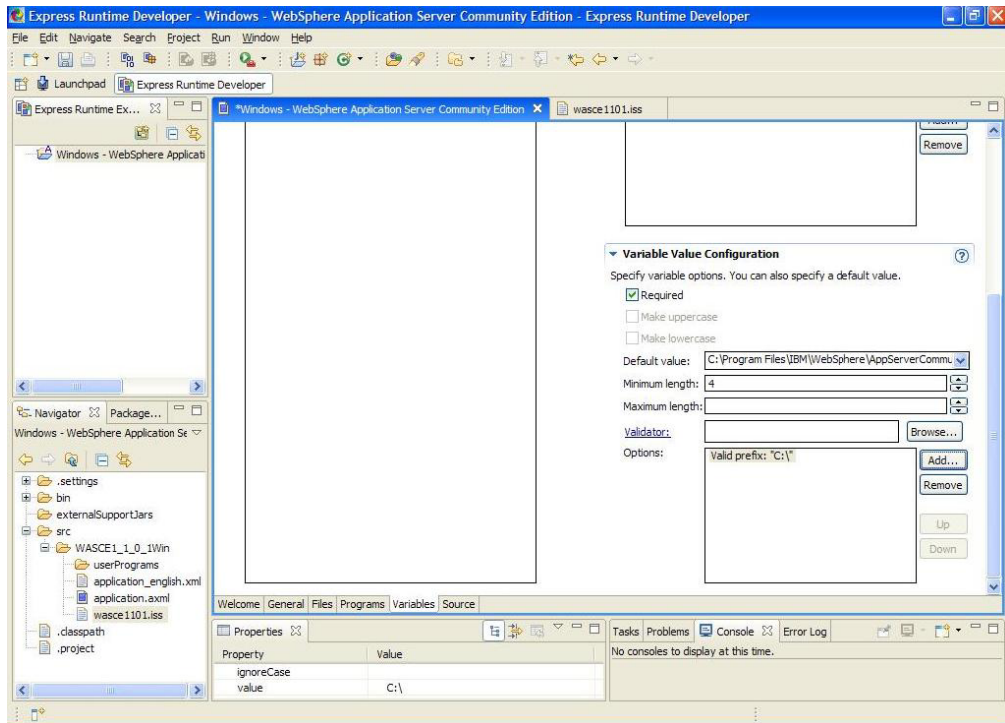 Express Runtime Developer - Windows - WebSphere Application Server Community Edition - Express Runtime Developer
File Edit Navigate Search Project Run Window Help
Launchpad Express Runtime Developer
Express Runtime Ex...
*Windows - WebSphere Application Server Community Edition
wasce1101.iss
Windows - WebSphere Applicati
Remove
Variable Value Configuration
Specify variable options. You can also specify a default value.
Required
Make uppercase
Make lowercase
Default value: C:\Program Files\IBM\WebSphere\AppServerCommu
Minimum length: 4
Maximum length:
Validator: Browse...
Options: Valid prefix: "C:\"
Add...
Remove
Up
Down
Navigator Package...
Windows - WebSphere Application Se
.settings
bin
externalSupportJars
src
WASCE1_1_0_1Win
userPrograms
application_english.xml
application.axml
wasce1101.iss
.classpath
.project
Welcome General Files Programs Variables Source
Properties
Property Value
ignoreCase
value C:\
Tasks Problems Console Error Log
No consoles to display at this time.